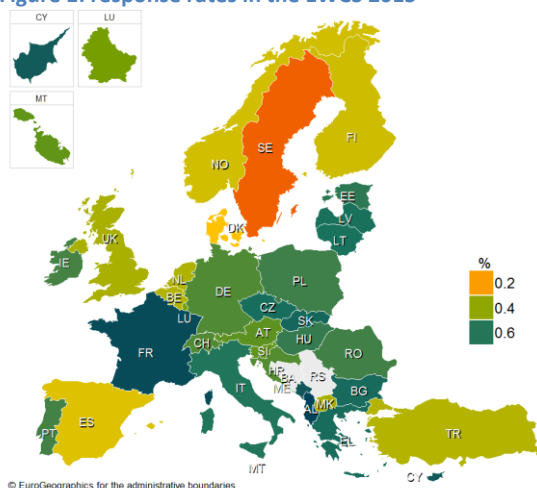 Figure 1: Response rates in the EWCS 2015
CY
LU
MT
SE
FI
NO
EE
LV
LT
DK
UK
IE
NL
BE
DE
PL
LU
CZ
SK
FR
CH
AT
HU
SI
HR
RO
BA
RS
ME
IT
BG
MK
AL
PT
ES
EL
TR
MT
CY
%
0.2
0.4
0.6
© EuroGeographics for the administrative boundaries